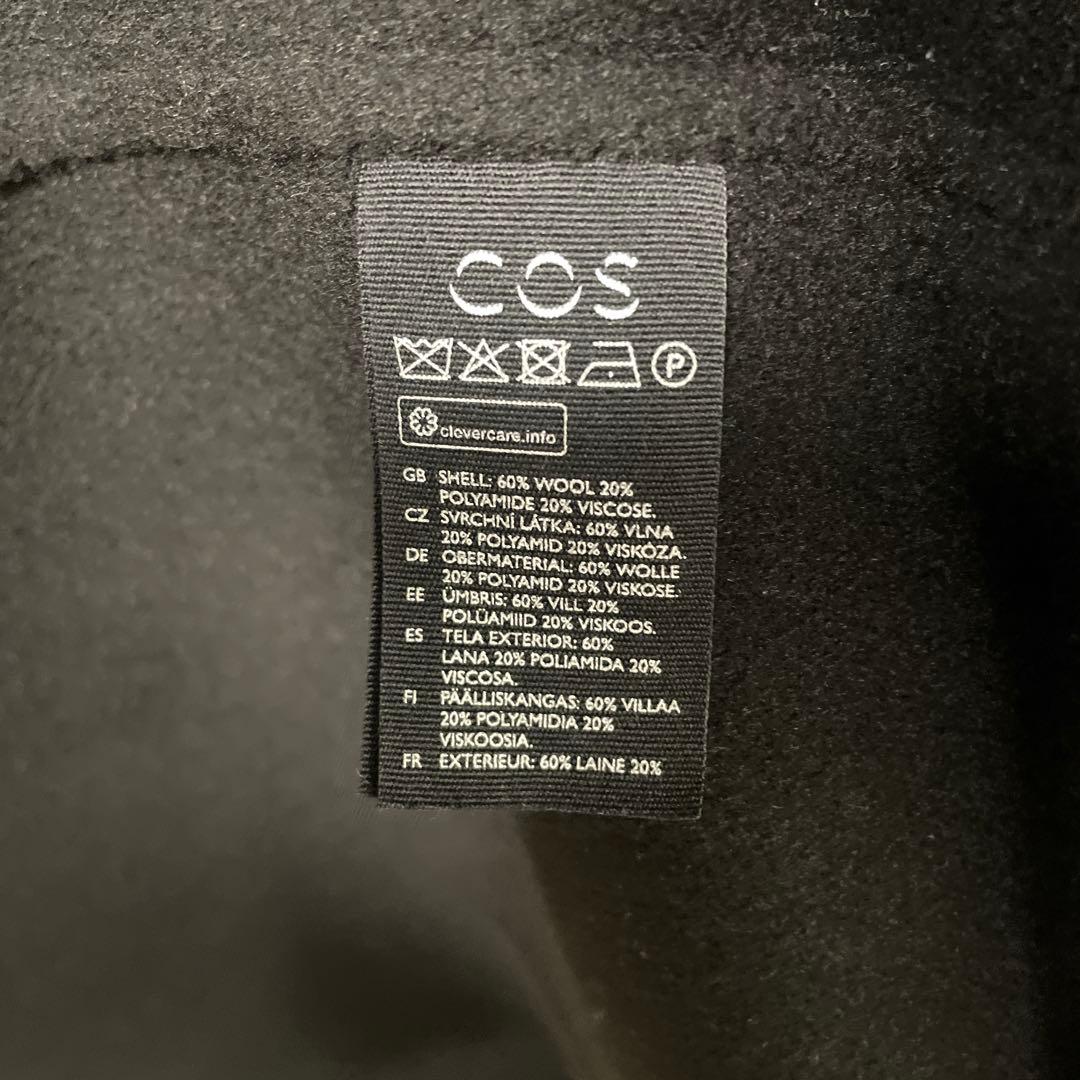 COS
P
clevercare.info
GB SHELL: 60% WOOL 20%
POLYAMIDE 20% VISCOSE.
CZ SVRCHNÍ LÁTKA: 60% VLNA
20% POLYAMID 20% VISKÓZA.
DE OBERMATERIAL: 60% WOLLE
20% POLYAMID 20% VISKOSE.
EE ÜMBRIS: 60% VILL 20%
POLÜAMIID 20% VISKOOS.
ES TELA EXTERIOR: 60%
LANA 20% POLIAMIDA 20%
VISCOSA.
FI PÄÄLLISKANGAS: 60% VILLAA
20% POLYAMIDIA 20%
VISKOOSIA.
FR EXTERIEUR: 60% LAINE 20%